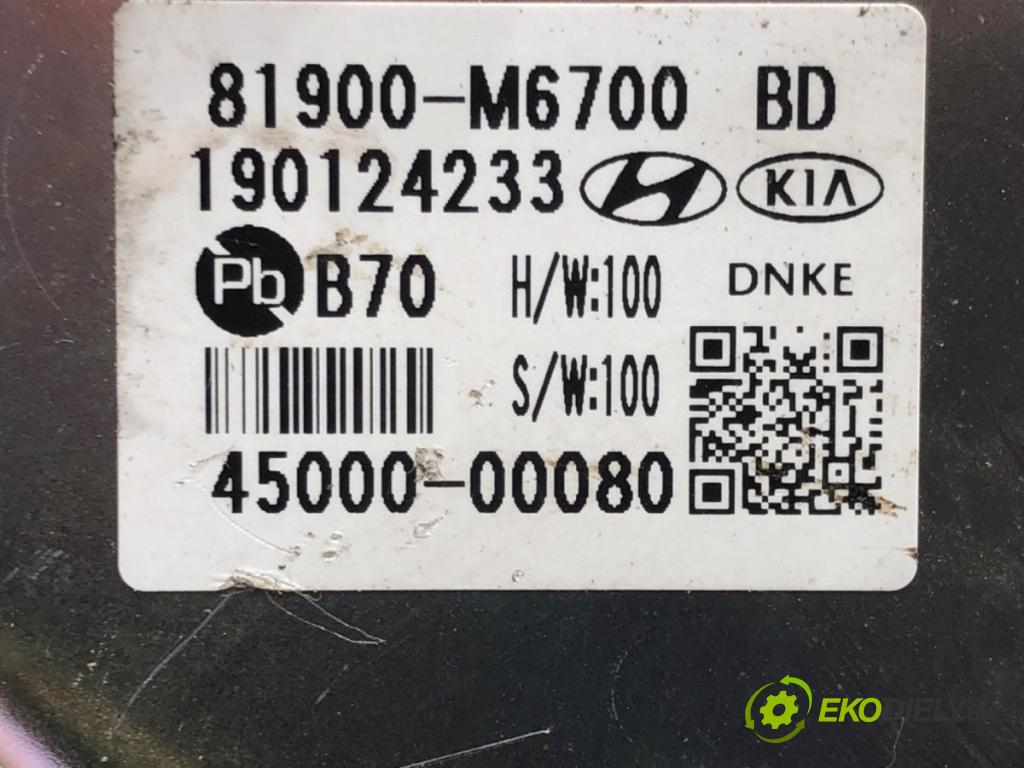 81900-M6700 BD
190124233 KIA
Pb B70 H/W:100 DNKE
S/W:100
45000-00080
EKODIELY